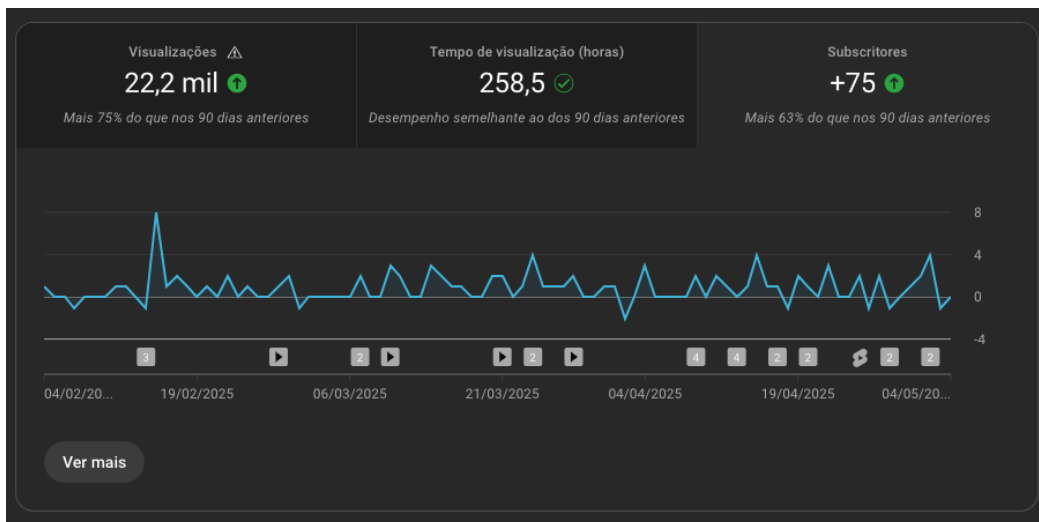 Visualizações
22,2 mil
Mais 75% do que nos 90 dias anteriores
Tempo de visualização (horas)
258,5
Desempenho semelhante ao dos 90 dias anteriores
Subscritores
+75
Mais 63% do que nos 90 dias anteriores
8
4
0
-4
3 2 2 4 4 2 2 2 2
04/02/20... 19/02/2025 06/03/2025 21/03/2025 04/04/2025 19/04/2025 04/05/20...
Ver mais